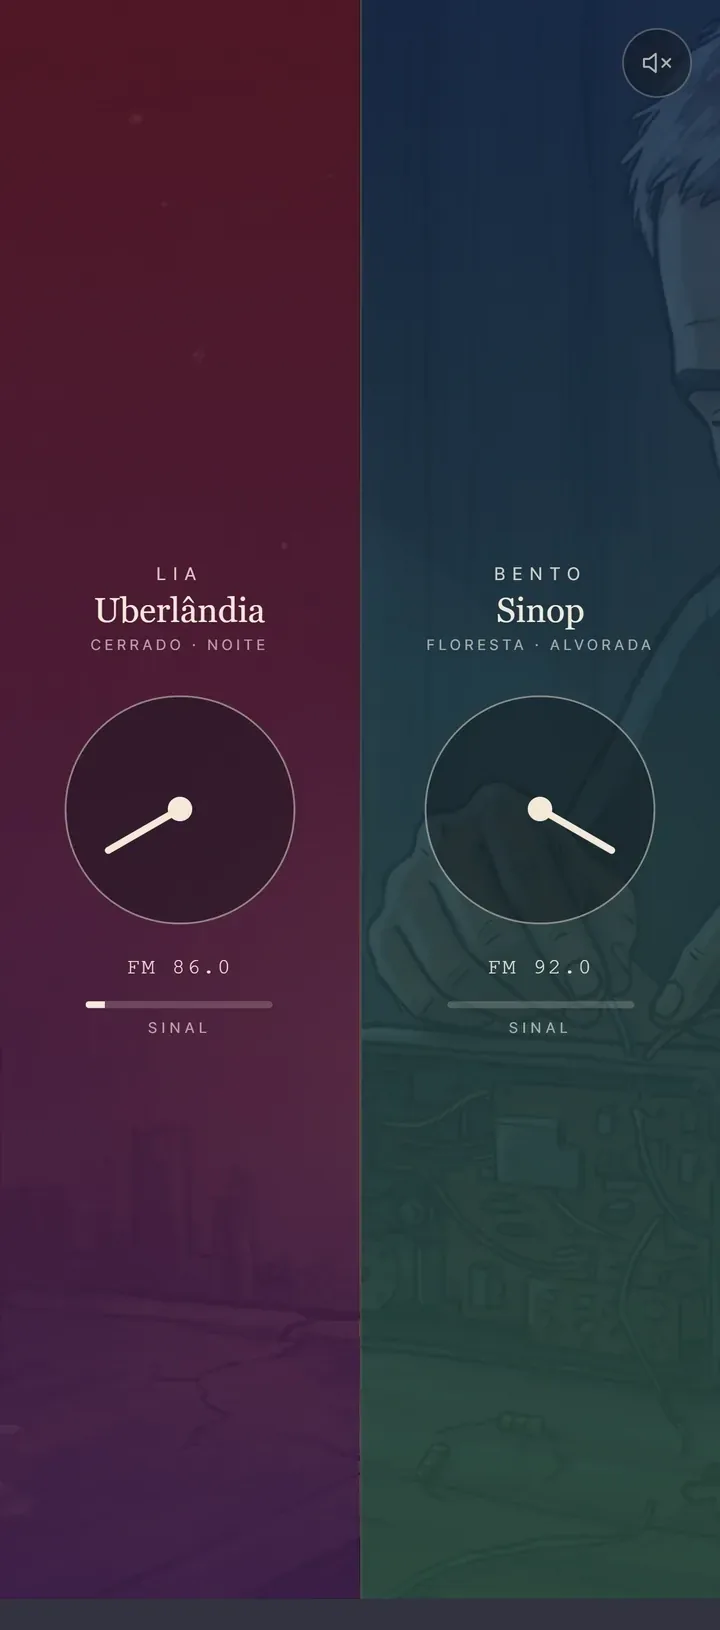 LIA
Uberlândia
CERRADO · NOITE
FM 86.0
SINAL
BENTO
Sinop
FLORESTA · ALVORADA
FM 92.0
SINAL